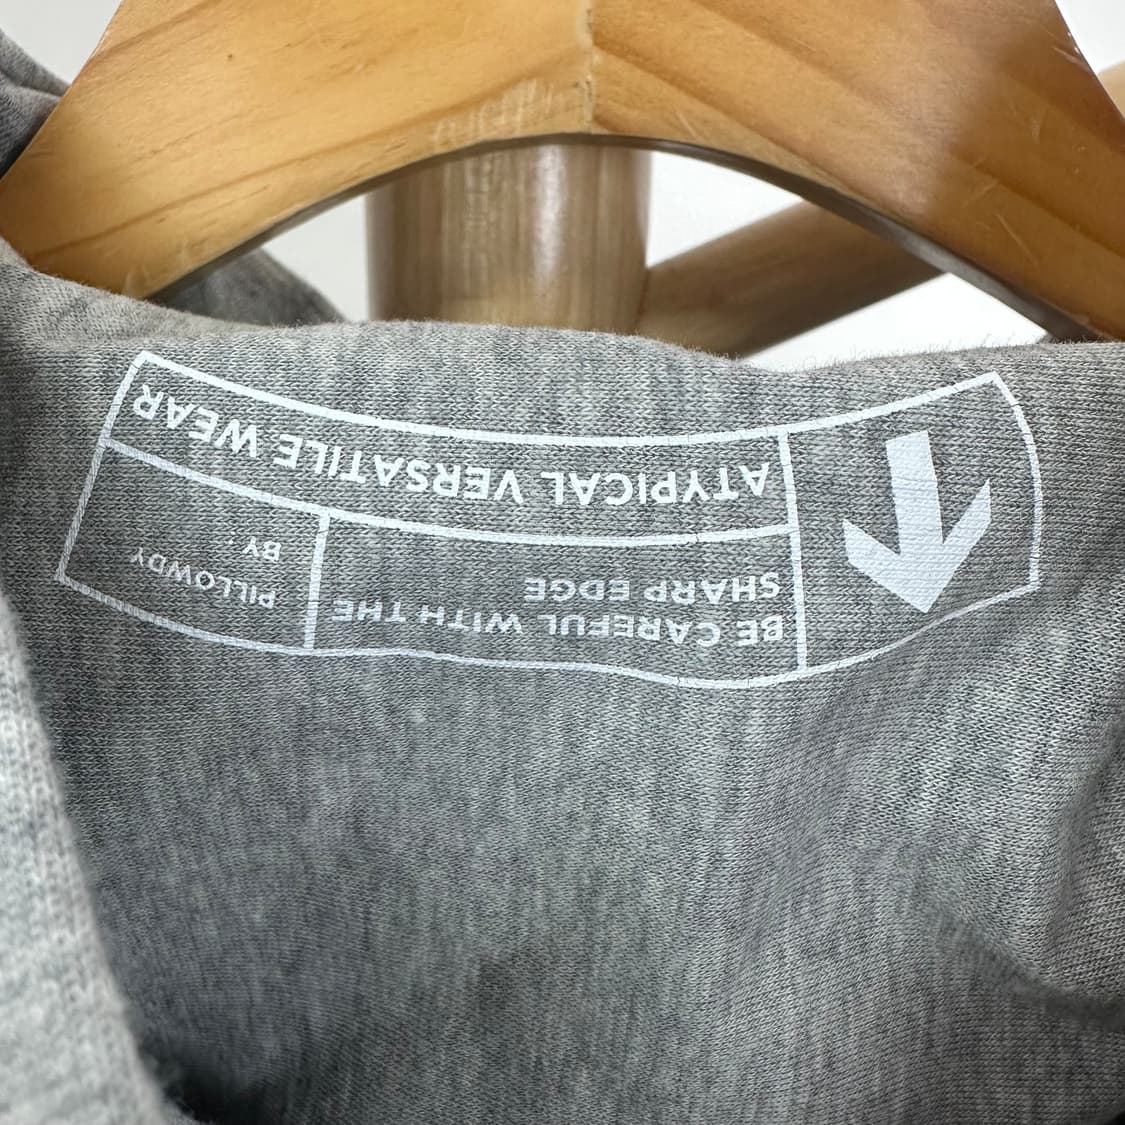 BE CAREFUL WITH THE
SHARP EDGE
PILLOWDY
BY
ATYPICAL VERSATILE WEAR